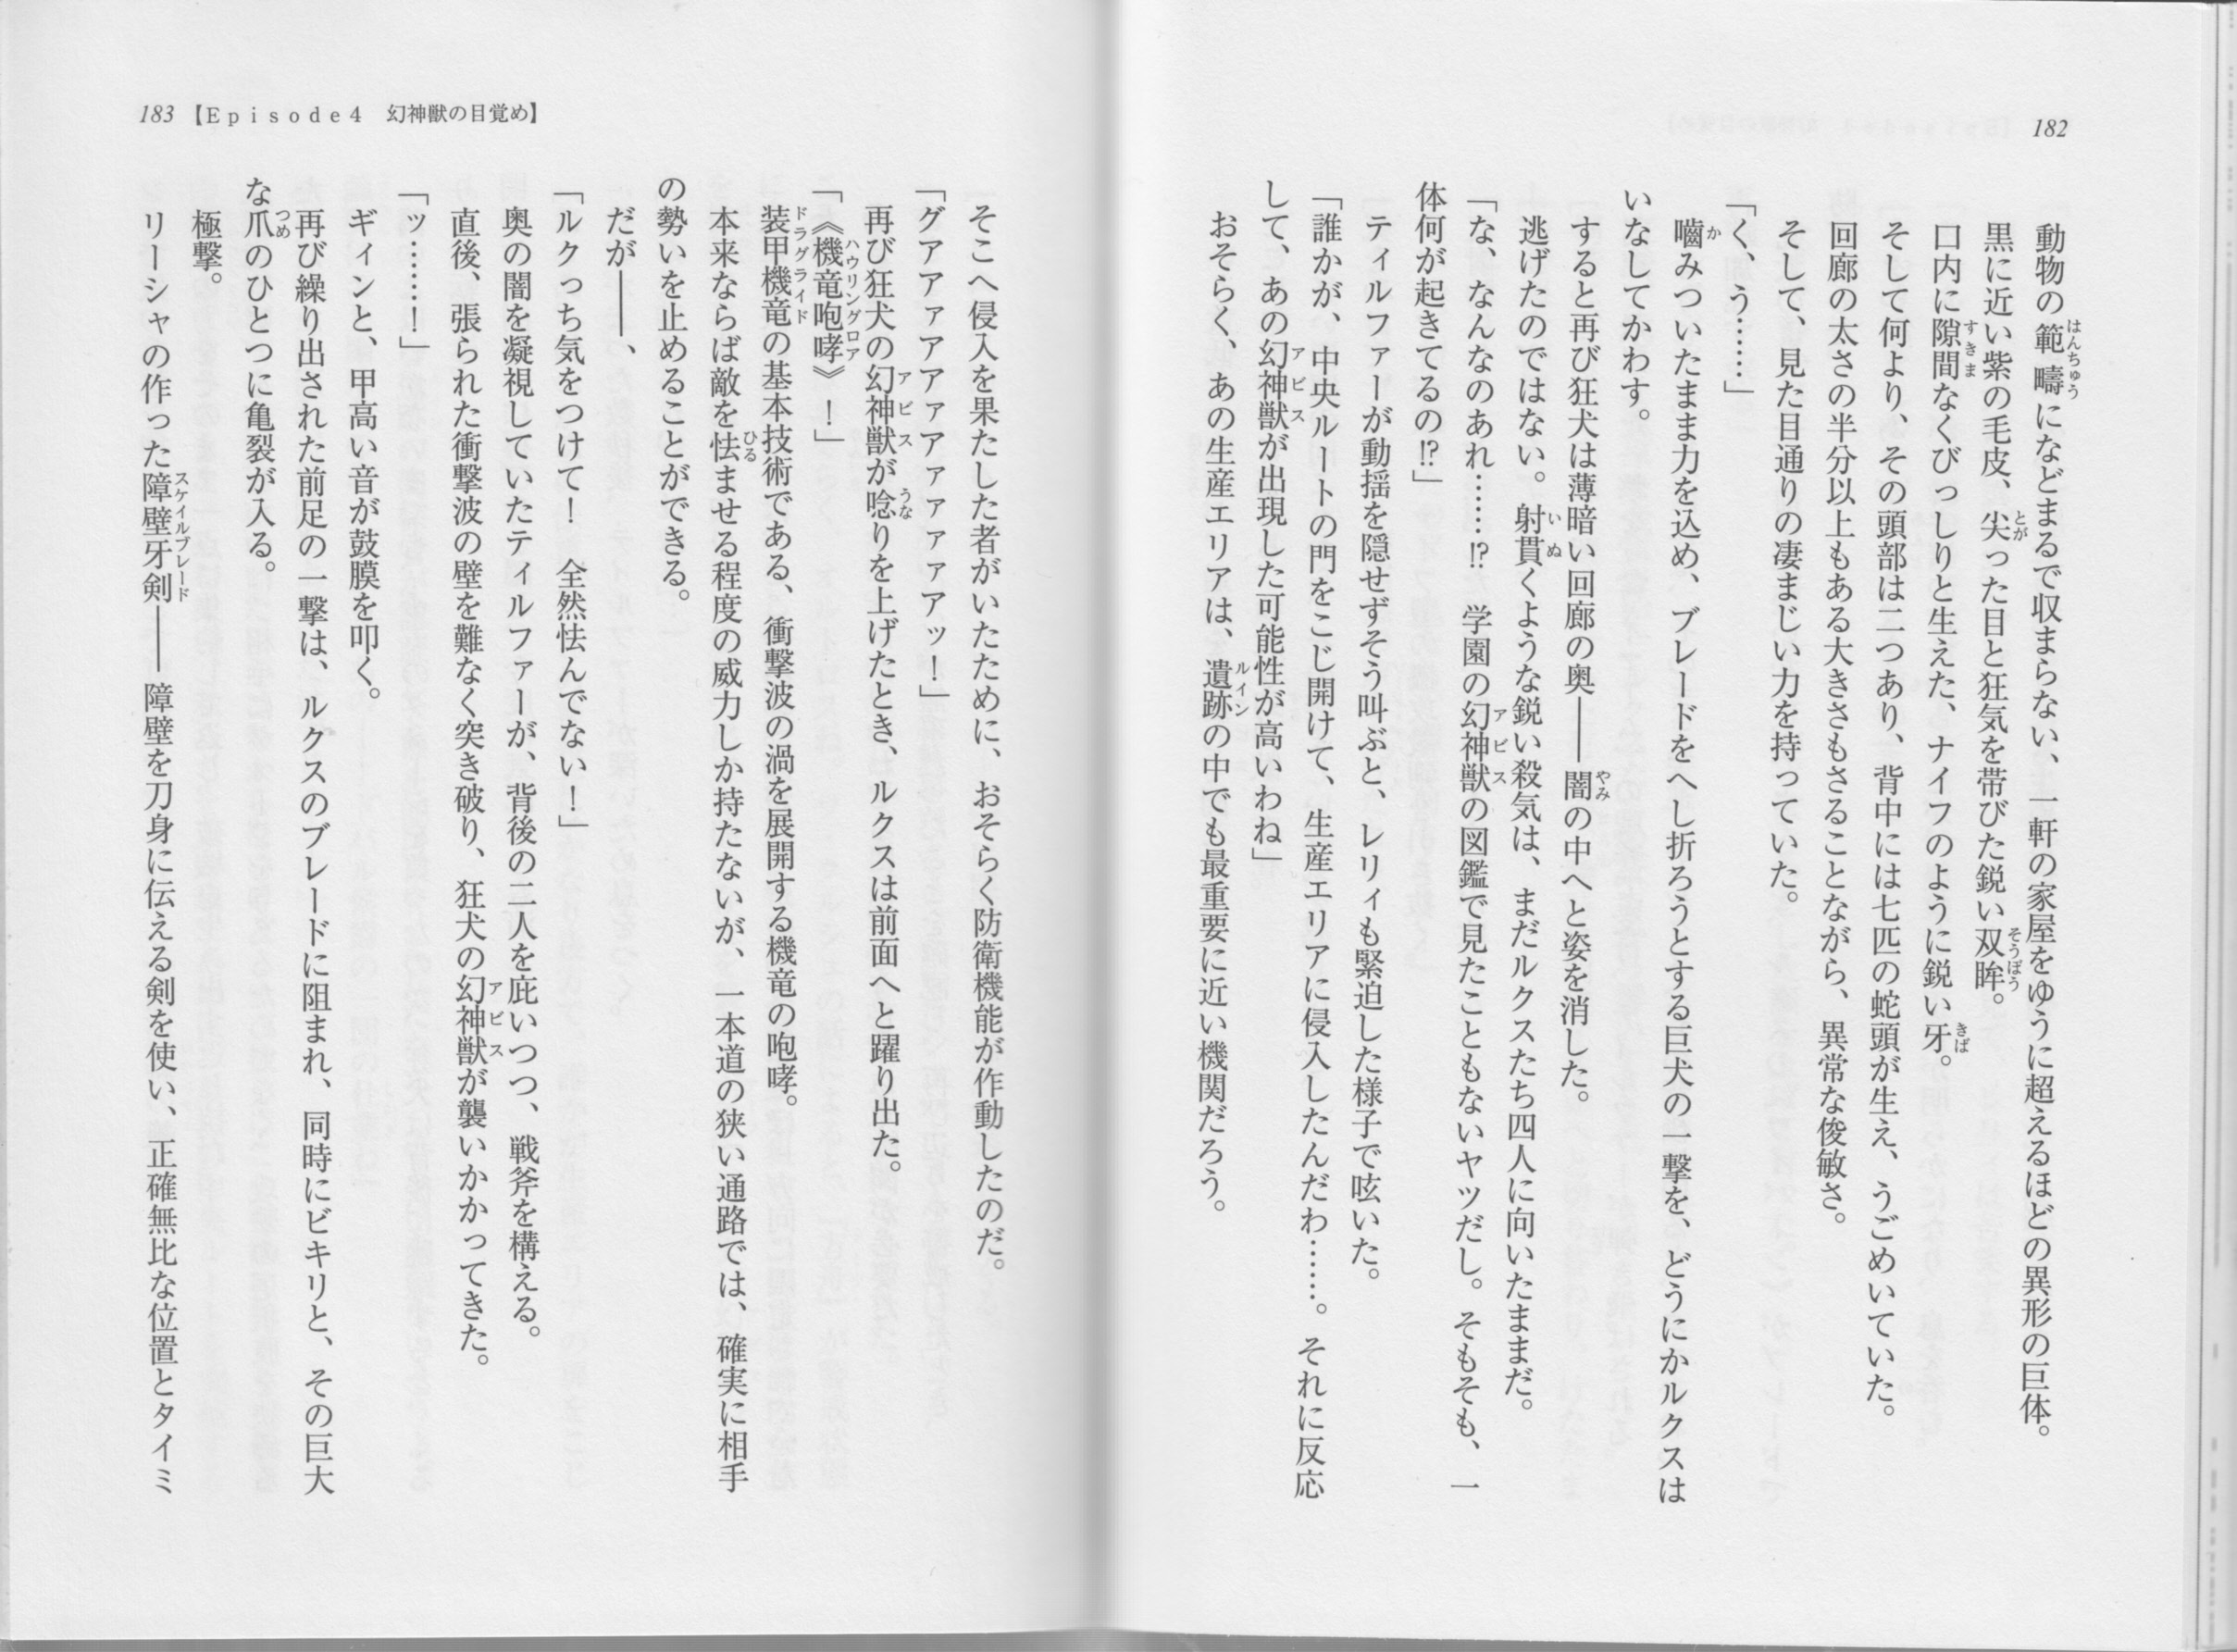 182
動物の範疇になどまるで収まらない、一軒の家屋をゆうに超えるほどの異形の巨体。
黒に近い紫の毛皮、尖った目と狂気を帯びた鋭い双眸。
口内に隙間なくびっしりと生えた、ナイフのように鋭い牙。
そして何より、その頭部は二つあり、背中には七匹の蛇頭が生え、うごめいていた。
回廊の太さの半分以上もある大きさもさることながら、異常な俊敏さ。
そして、見た目通りの凄まじい力を持っていた。
「く、う……」
嚙みついたまま力を込め、ブレードをへし折ろうとする巨犬の一撃を、どうにかルクスは
いなしてかわす。
すると再び狂犬は薄暗い回廊の奥――闇の中へと姿を消した。
逃げたのではない。射貫くような鋭い殺気は、まだルクスたち四人に向いたままだ。
「な、なんなのあれ……⁉　学園の幻神獣の図鑑で見たこともないヤツだし。そもそも、一
体何が起きてるの⁉」
ティルファーが動揺を隠せずそう叫ぶと、レリィも緊迫した様子で呟いた。
「誰かが、中央ルートの門をこじ開けて、生産エリアに侵入したんだわ……。それに反応
して、あの幻神獣が出現した可能性が高いわね」
おそらく、あの生産エリアは、遺跡の中でも最重要に近い機関だろう。
183【Episode4　幻神獣の目覚め】
そこへ侵入を果たした者がいたために、おそらく防衛機能が作動したのだ。
「グアアアァアアァアァァァァアッ！」
再び狂犬の幻神獣が唸りを上げたとき、ルクスは前面へと躍り出た。
「《機竜咆哮》！」
装甲機竜の基本技術である、衝撃波の渦を展開する機竜の咆哮。
本来ならば敵を怯ませる程度の威力しか持たないが、一本道の狭い通路では、確実に相手
の勢いを止めることができる。
だが――、
「ルクっち気をつけて！　全然怯んでない！」
奥の闇を凝視していたティルファーが、背後の二人を庇いつつ、戦斧を構える。
直後、張られた衝撃波の壁を難なく突き破り、狂犬の幻神獣が襲いかかってきた。
「ッ……！」
ギィンと、甲高い音が鼓膜を叩く。
再び繰り出された前足の一撃は、ルクスのブレードに阻まれ、同時にビキリと、その巨大
な爪のひとつに亀裂が入る。
極撃。
リーシャの作った障壁牙剣――障壁を刀身に伝える剣を使い、正確無比な位置とタイミ